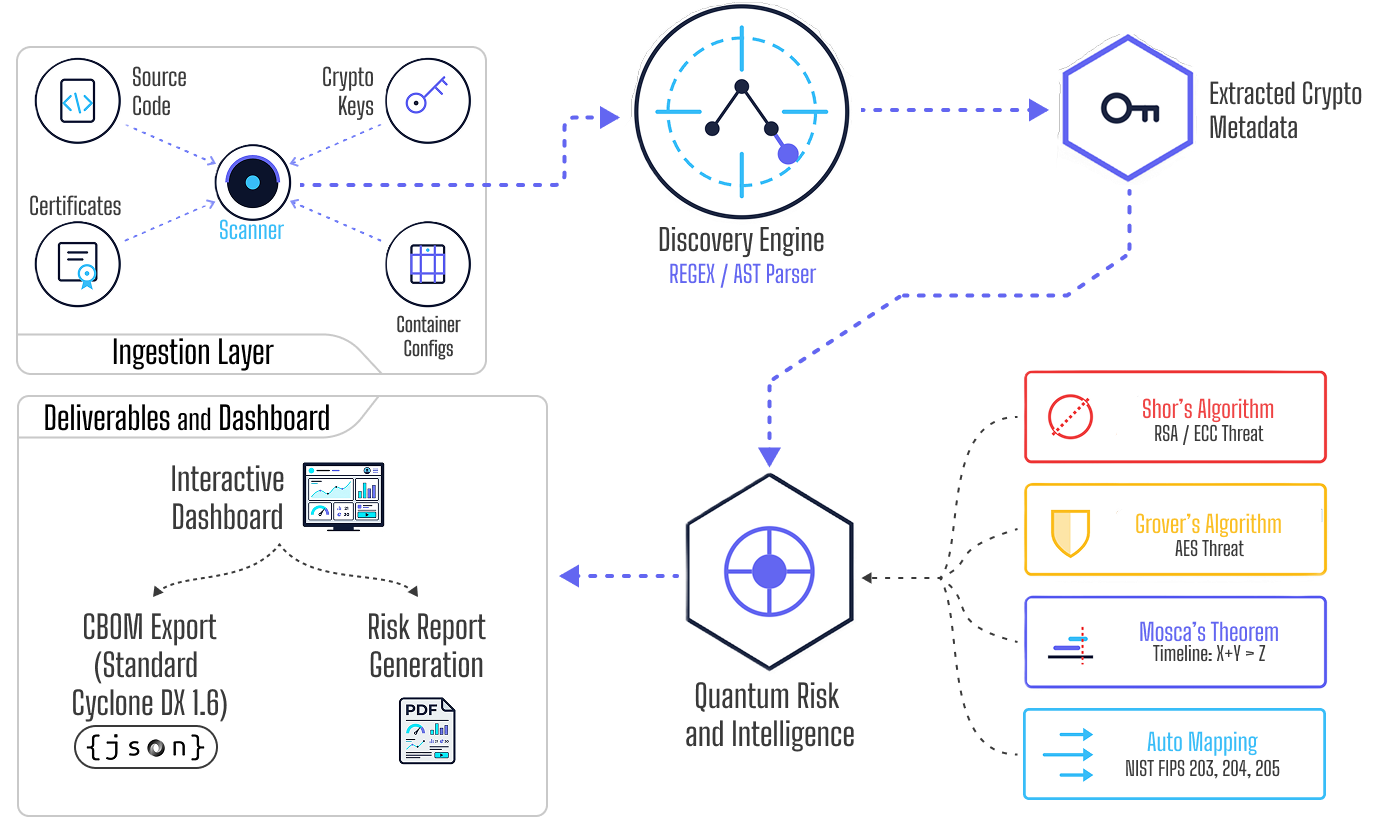 Source
Code
Crypto
Keys
Certificates
Scanner
Container
Configs
Ingestion Layer
Discovery Engine
REGEX / AST Parser
Extracted Crypto
Metadata
Shor's Algorithm
RSA / ECC Threat
Grover's Algorithm
AES Threat
Mosca's Theorem
Timeline: X+Y > Z
Auto Mapping
NIST FIPS 203, 204, 205
Quantum Risk
and Intelligence
Deliverables and Dashboard
Interactive
Dashboard
CBOM Export
(Standard
Cyclone DX 1.6)
{json}
Risk Report
Generation
PDF